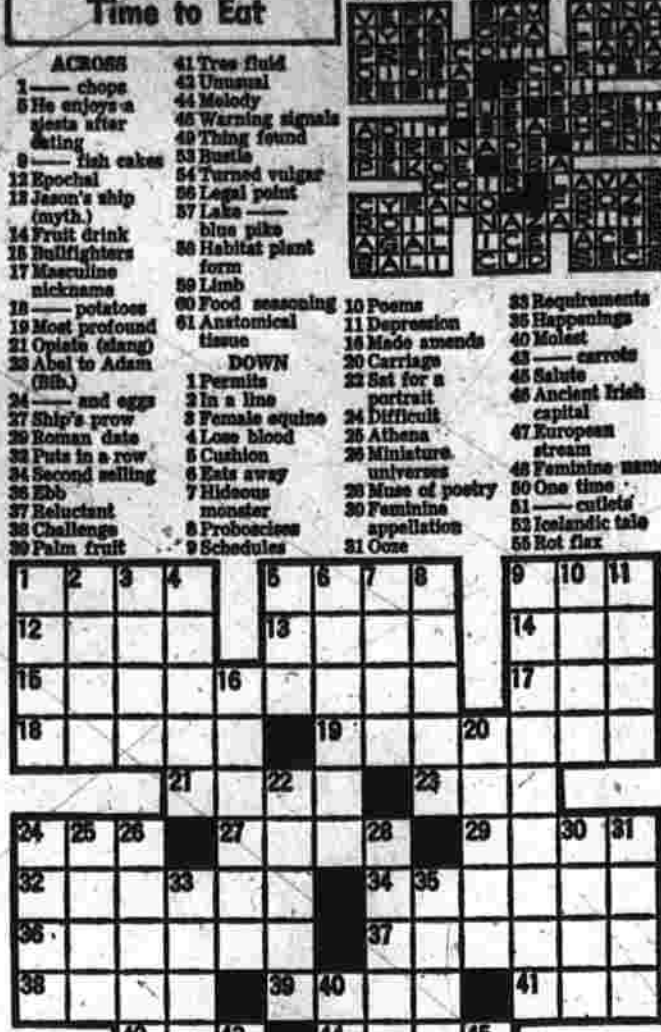 Time to Eat
ACROSS
1 —— chops
5 He enjoys a
siesta after
eating
9 —— fish cakes
12 Epochal
13 Jason's ship
(myth.)
14 Fruit drink
15 Bullfighters
17 Masculine
nickname
18 —— potatoes
19 Most profound
21 Opiate (slang)
23 Abel to Adam
(Bib.)
24 —— and eggs
27 Ship's prow
29 Roman date
32 Puts in a row
34 Second selling
36 Ebb
37 Reluctant
38 Challenge
39 Palm fruit
41 Tree fluid
42 Unusual
44 Melody
46 Warning signals
49 Thing found
53 Bustle
54 Turned vulgar
56 Legal point
57 Lake ——
blue pike
58 Habitat plant
form
59 Limb
60 Food seasoning
61 Anatomical
tissue
DOWN
1 Permits
2 In a line
3 Female equine
4 Lose blood
5 Cushion
6 Eats away
7 Hideous
monster
8 Proboscises
9 Schedules
10 Poems
11 Depression
16 Made amends
20 Carriage
22 Sat for a
portrait
24 Difficult
25 Athena
26 Miniature
universes
28 Muse of poetry
30 Feminine
appellation
31 Ooze
33 Requirements
35 Happenings
40 Molest
43 —— carrots
45 Salute
46 Ancient Irish
capital
47 European
stream
48 Feminine name
50 One time
51 —— cutlets
52 Icelandic tale
55 Rot flax
1 2 3 4 5 6 7 8 9 10 11
12 13 14
15 16 17
18 19 20
21 22 23
24 25 26 27 28 29 30 31
32 33 34 35
36 37
38 39 40 41